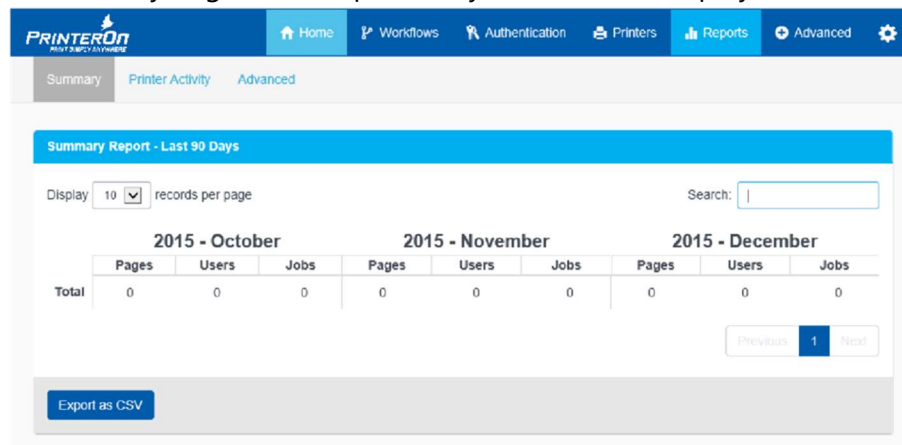 PRINTERON
PRINT SIMPLY ANYWHERE
Home Workflows Authentication Printers Reports Advanced
Summary Printer Activity Advanced
Summary Report - Last 90 Days
Display 10 records per page Search:
2015 - October 2015 - November 2015 - December
Pages Users Jobs Pages Users Jobs Pages Users Jobs
Total 0 0 0 0 0 0 0 0 0
Previous 1 Next
Export as CSV